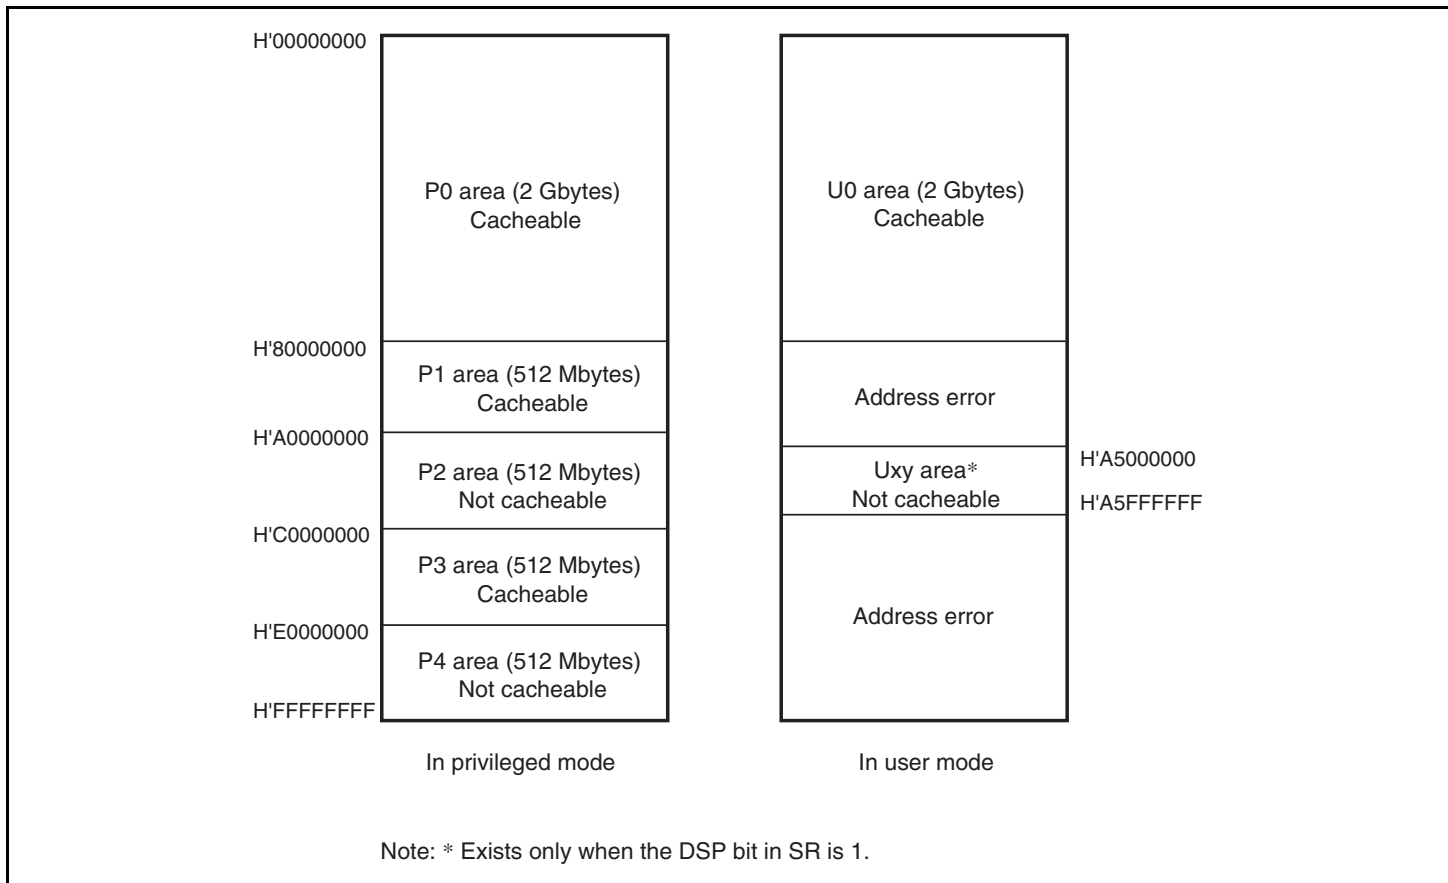 H'00000000
P0 area (2 Gbytes)
Cacheable
H'80000000
P1 area (512 Mbytes)
Cacheable
H'A0000000
P2 area (512 Mbytes)
Not cacheable
H'C0000000
P3 area (512 Mbytes)
Cacheable
H'E0000000
P4 area (512 Mbytes)
Not cacheable
H'FFFFFFFF
In privileged mode
U0 area (2 Gbytes)
Cacheable
Address error
Uxy area*
Not cacheable
H'A5000000
H'A5FFFFFF
Address error
In user mode
Note: * Exists only when the DSP bit in SR is 1.